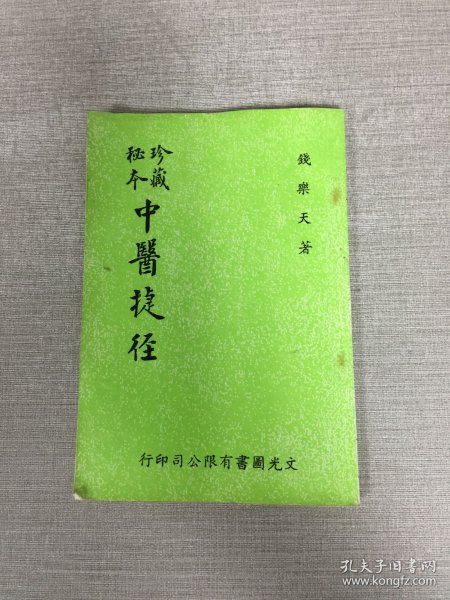 錢樂天著
珍藏
秘本
中醫捷徑
文光圖書有限公司印行
孔夫子旧书网
www.kongfz.com